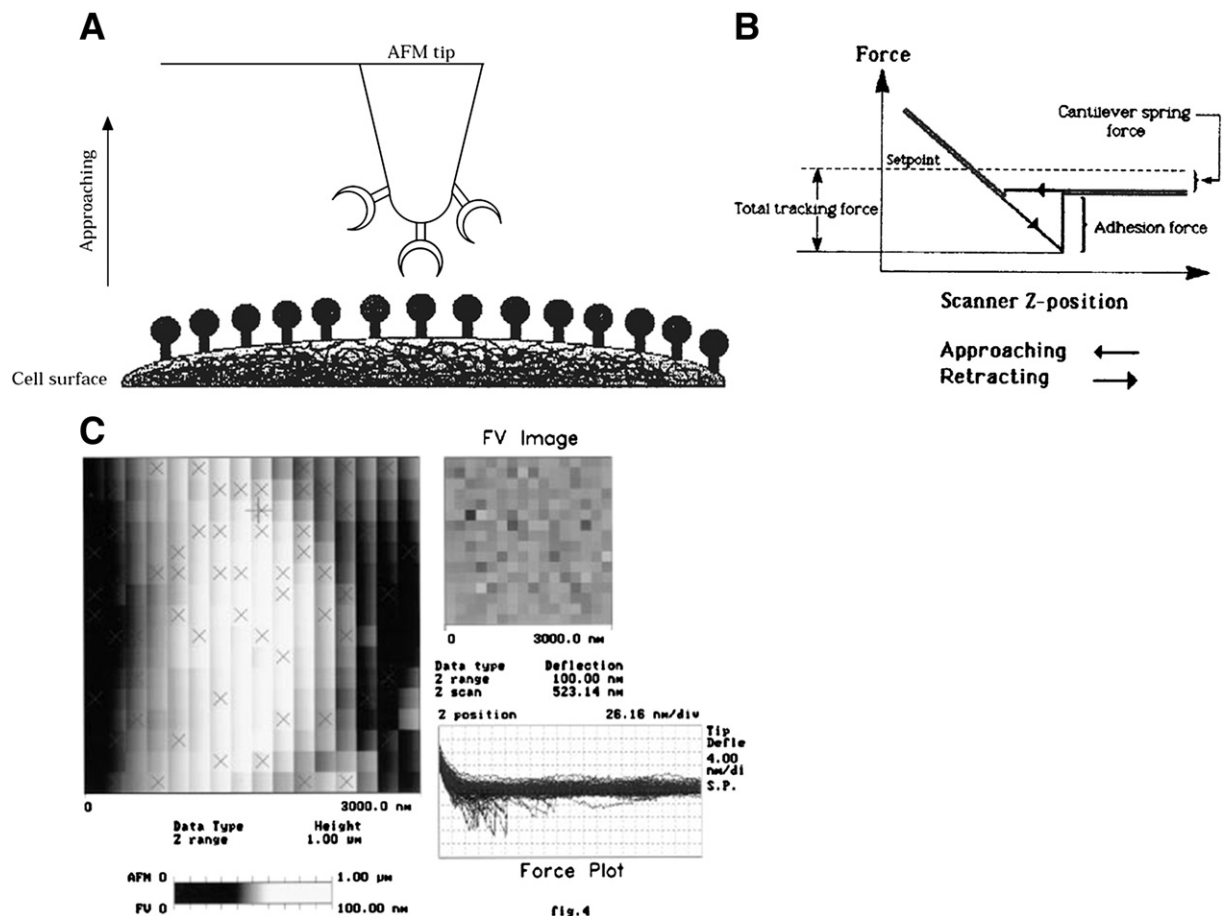 A
AFM tip
Approaching
Cell surface
B
Force
Cantilever spring
force
Setpoint
Total tracking force
Adhesion force
Scanner Z-position
Approaching
Retracting
C
0
3000.0 nm
Data Type Height
Z range 1.00 μm
AFM 0 1.00 μm
FV 0 100.00 nm
FV Image
0 3000.0 nm
Data type Deflection
Z range 100.00 nm
Z scan 523.14 nm
Z position 26.16 nm/div
Tip
Defle
4.00
nm/di
S.P.
Force Plot
fig.4